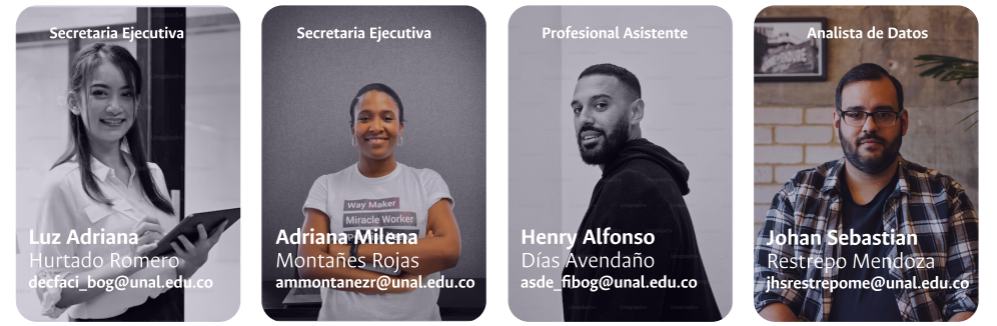 Secretaria Ejecutiva
Luz Adriana
Hurtado Romero
decfaci_bog@unal.edu.co
Secretaria Ejecutiva
Way Maker
Miracle Worker
Adriana Milena
Montañes Rojas
ammontanezr@unal.edu.co
Profesional Asistente
Henry Alfonso
Días Avendaño
asde_fibog@unal.edu.co
Analista de Datos
Johan Sebastian
Restrepo Mendoza
jhsrestrepome@unal.edu.co